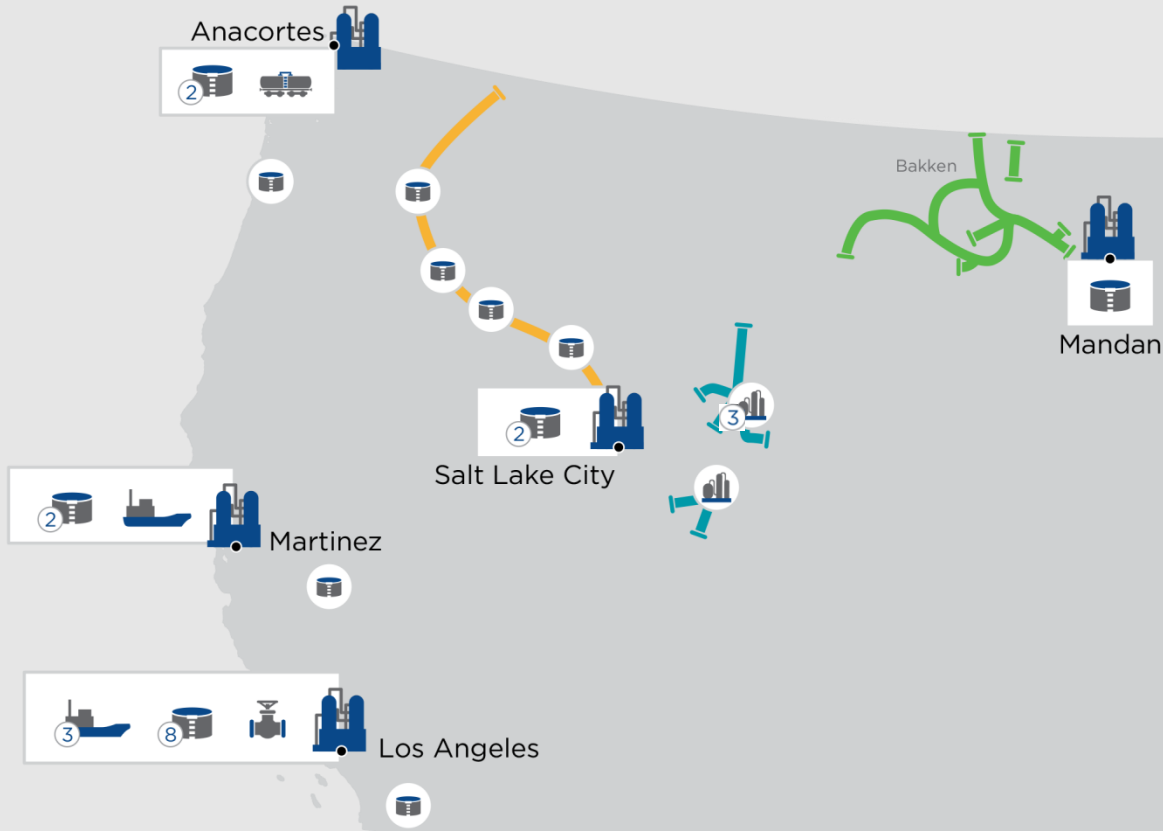 Anacortes
2
Bakken
Mandan
3
2
Salt Lake City
2
Martinez
3
8
Los Angeles